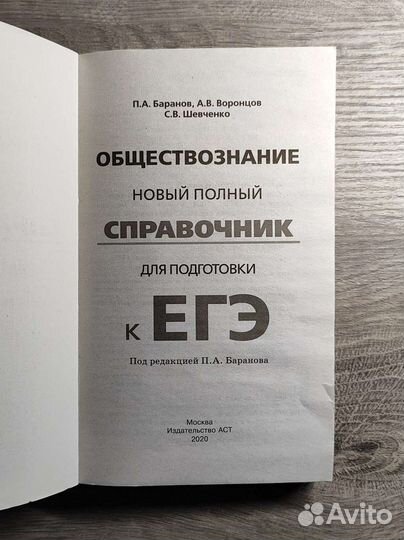 П.А. Баранов, А.В. Воронцов
С.В. Шевченко
ОБЩЕСТВОЗНАНИЕ
НОВЫЙ ПОЛНЫЙ
СПРАВОЧНИК
ДЛЯ ПОДГОТОВКИ
К ЕГЭ
Под редакцией П.А. Баранова
Москва
Издательство АСТ
2020
Avito